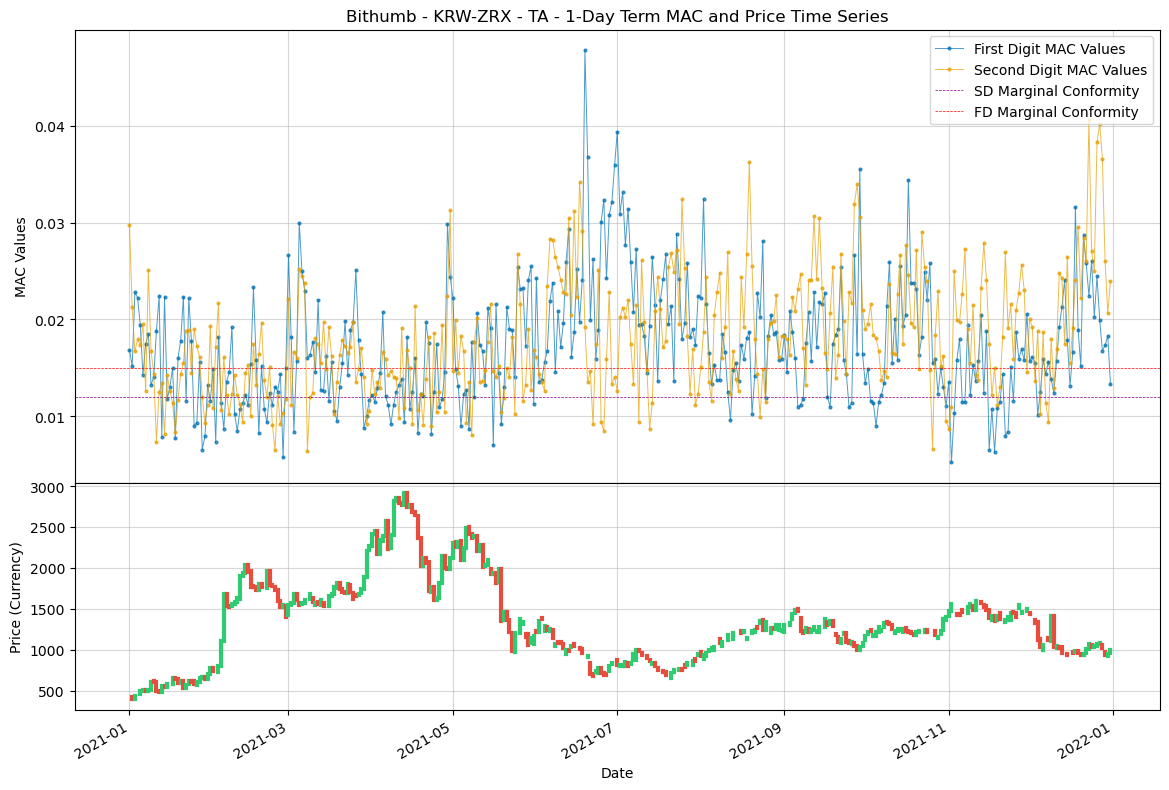 Bithumb - KRW-ZRX - TA - 1-Day Term MAC and Price Time Series
First Digit MAC Values
Second Digit MAC Values
SD Marginal Conformity
FD Marginal Conformity
MAC Values
0.04
0.03
0.02
0.01
Price (Currency)
3000
2500
2000
1500
1000
500
2021-01
2021-03
2021-05
2021-07
2021-09
2021-11
2022-01
Date